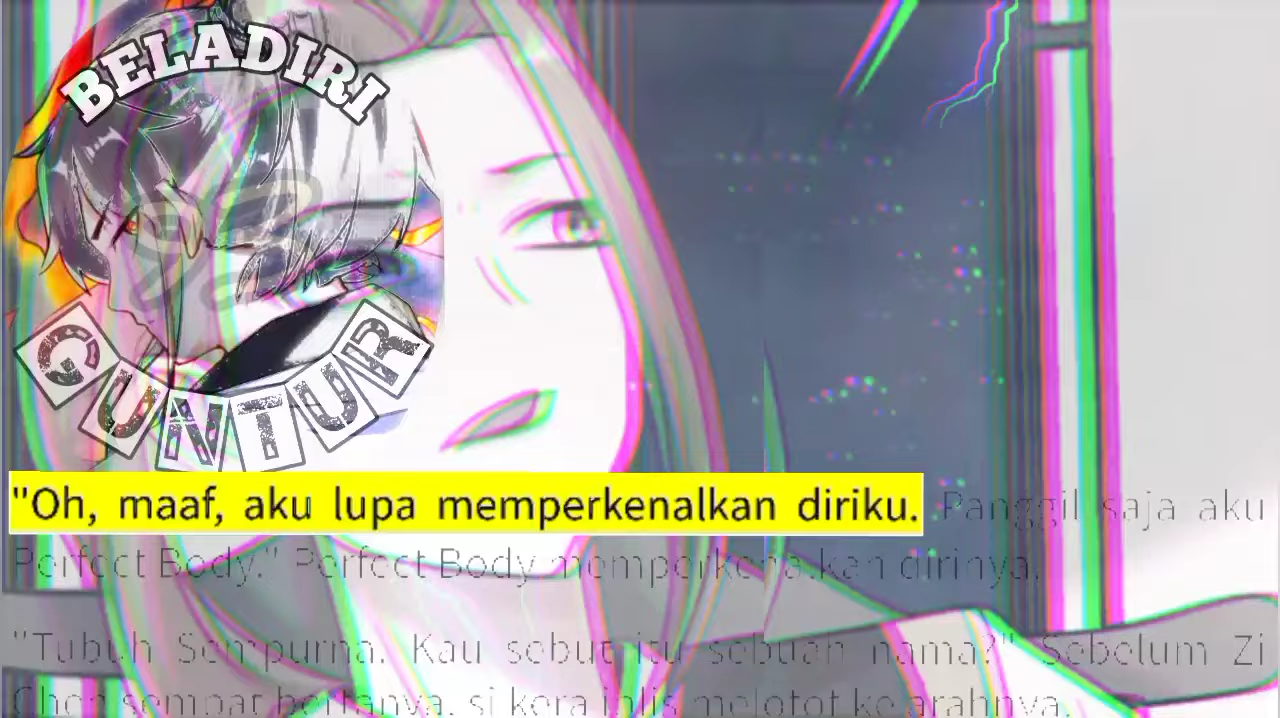 BELADIRI
GUNTUR
"Oh, maaf, aku lupa memperkenalkan diriku. Panggil saja aku
Perfect Body." Perfect Body memperkenalkan dirinya.
"Tubuh Sempurna. Kau sebut itu sebuah nama?" Sebelum Zi
Chen sempat bertanya, si kera iblis melotot ke arahnya.